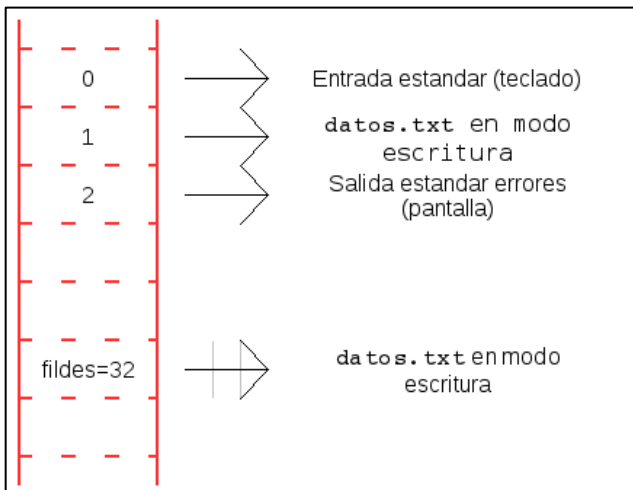 0
Entrada estandar (teclado)
1
datos.txt en modo
escritura
2
Salida estandar errores
(pantalla)
fildes=32
datos.txt en modo
escritura